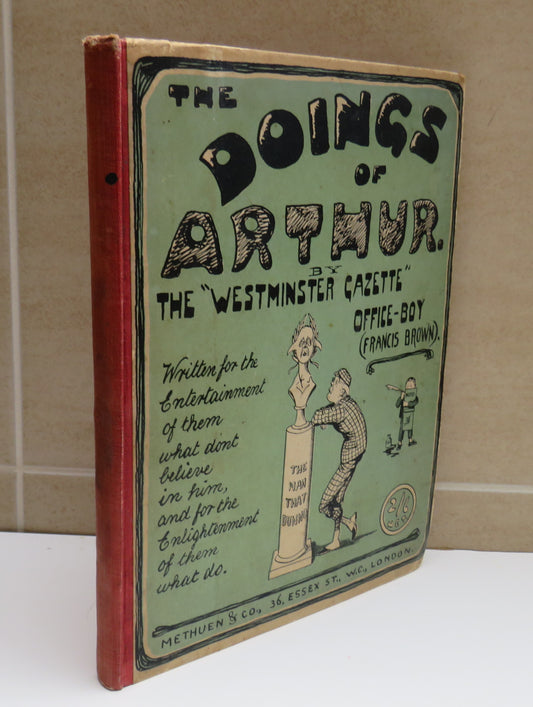 THE
DOINGS
OF
ARTHUR.
BY
THE "WESTMINSTER GAZETTE"
OFFICE-BOY
(FRANCIS BROWN).
Written for the
Entertainment
of them
what dont
believe
in him,
and for the
Enlightenment
of them
what do.
THE
MAN
THAT
METHUEN & CO., 36, ESSEX ST., W.C., LONDON.